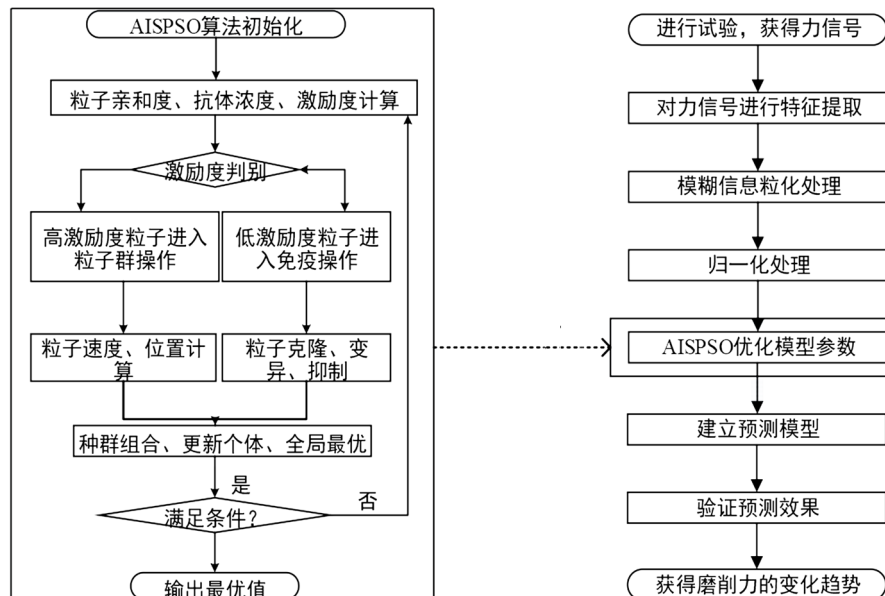 AISPSO算法初始化
粒子亲和度、抗体浓度、激励度计算
激励度判别
高激励度粒子进入
粒子群操作
低激励度粒子进
入免疫操作
粒子速度、位置计
算
粒子克隆、变
异、抑制
种群组合、更新个体、全局最优
是
满足条件？
否
输出最优值
进行试验，获得力信号
对力信号进行特征提取
模糊信息粒化处理
归一化处理
AISPSO优化模型参数
建立预测模型
验证预测效果
获得磨削力的变化趋势